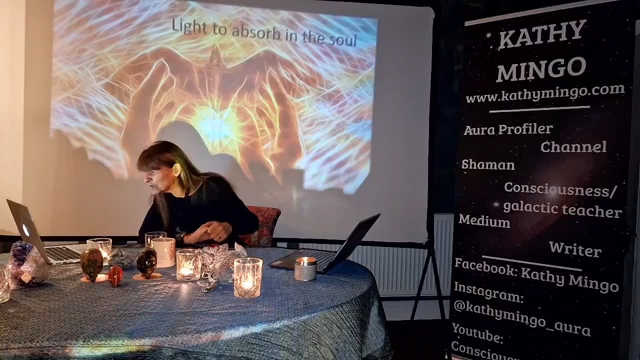 Light to absorb in the soul
KATHY
MINGO
www.kathymingo.com
Aura Profiler
Channel
Shaman
Consciousness/
galactic teacher
Medium
Writer
Facebook: Kathy Mingo
Instagram:
@kathymingo_aura
Youtube: